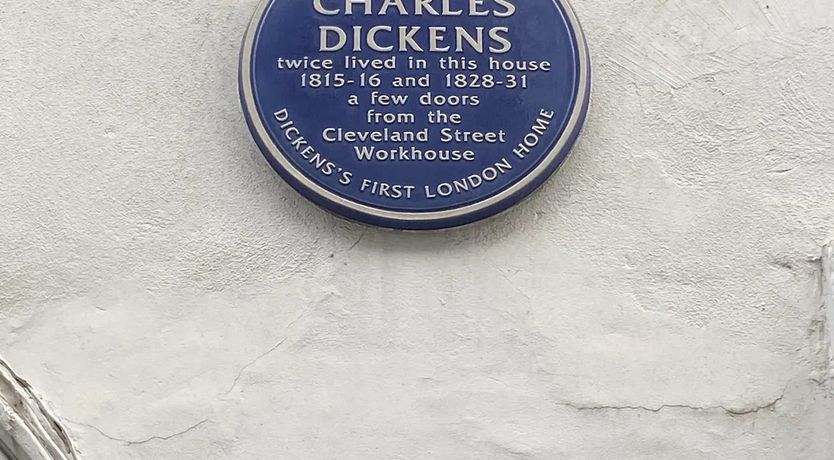 CHARLES
DICKENS
twice lived in this house
1815-16 and 1828-31
a few doors
from the
Cleveland Street
Workhouse
DICKENS'S FIRST LONDON HOME